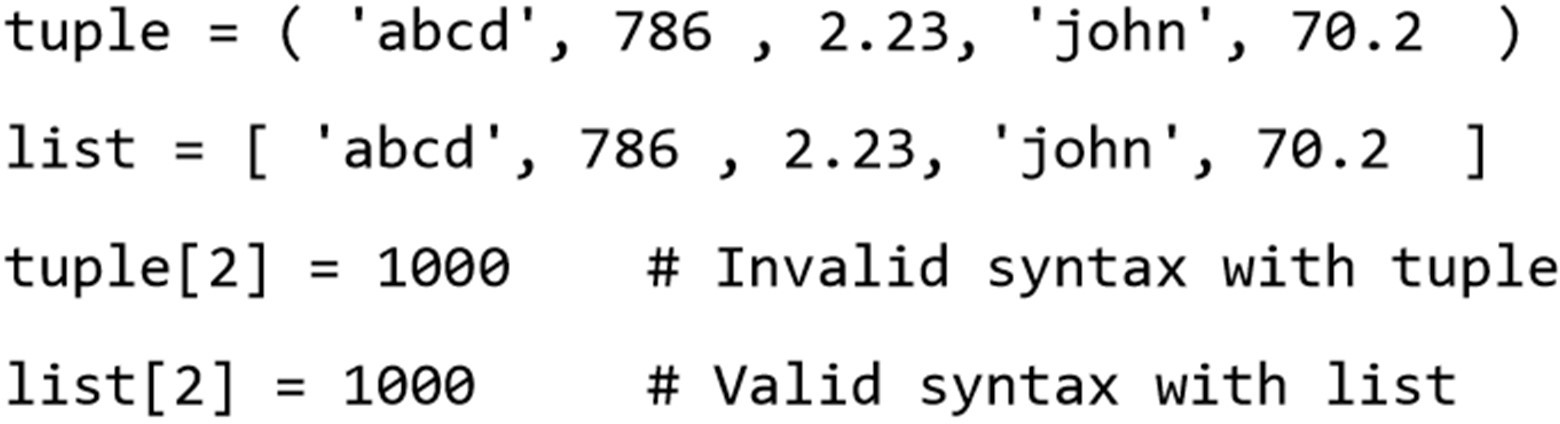 tuple = ( 'abcd', 786 , 2.23, 'john', 70.2  )
list = [ 'abcd', 786 , 2.23, 'john', 70.2  ]
tuple[2] = 1000    # Invalid syntax with tuple
list[2] = 1000     # Valid syntax with list